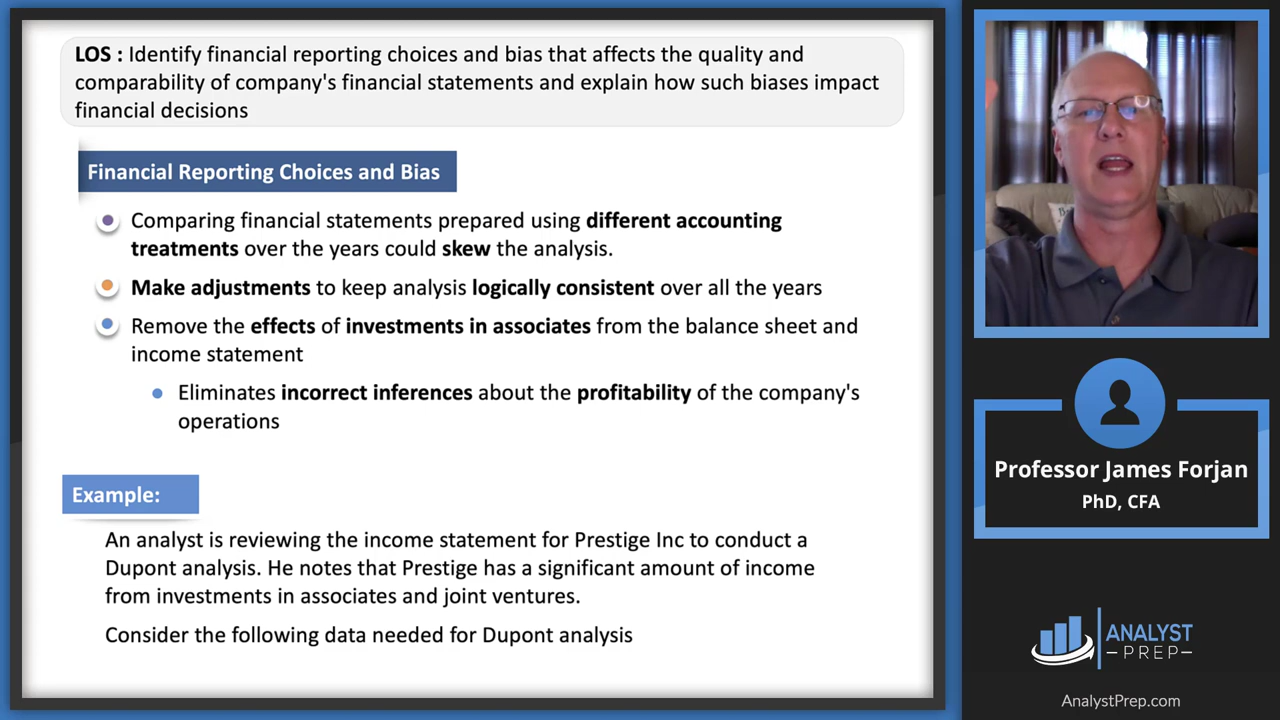 LOS : Identify financial reporting choices and bias that affects the quality and
comparability of company's financial statements and explain how such biases impact
financial decisions
Financial Reporting Choices and Bias
Comparing financial statements prepared using different accounting
treatments over the years could skew the analysis.
Make adjustments to keep analysis logically consistent over all the years
Remove the effects of investments in associates from the balance sheet and
income statement
Eliminates incorrect inferences about the profitability of the company's
operations
Example:
An analyst is reviewing the income statement for Prestige Inc to conduct a
Dupont analysis. He notes that Prestige has a significant amount of income
from investments in associates and joint ventures.
Consider the following data needed for Dupont analysis
Professor James Forjan
PhD, CFA
ANALYST
PREP
AnalystPrep.com